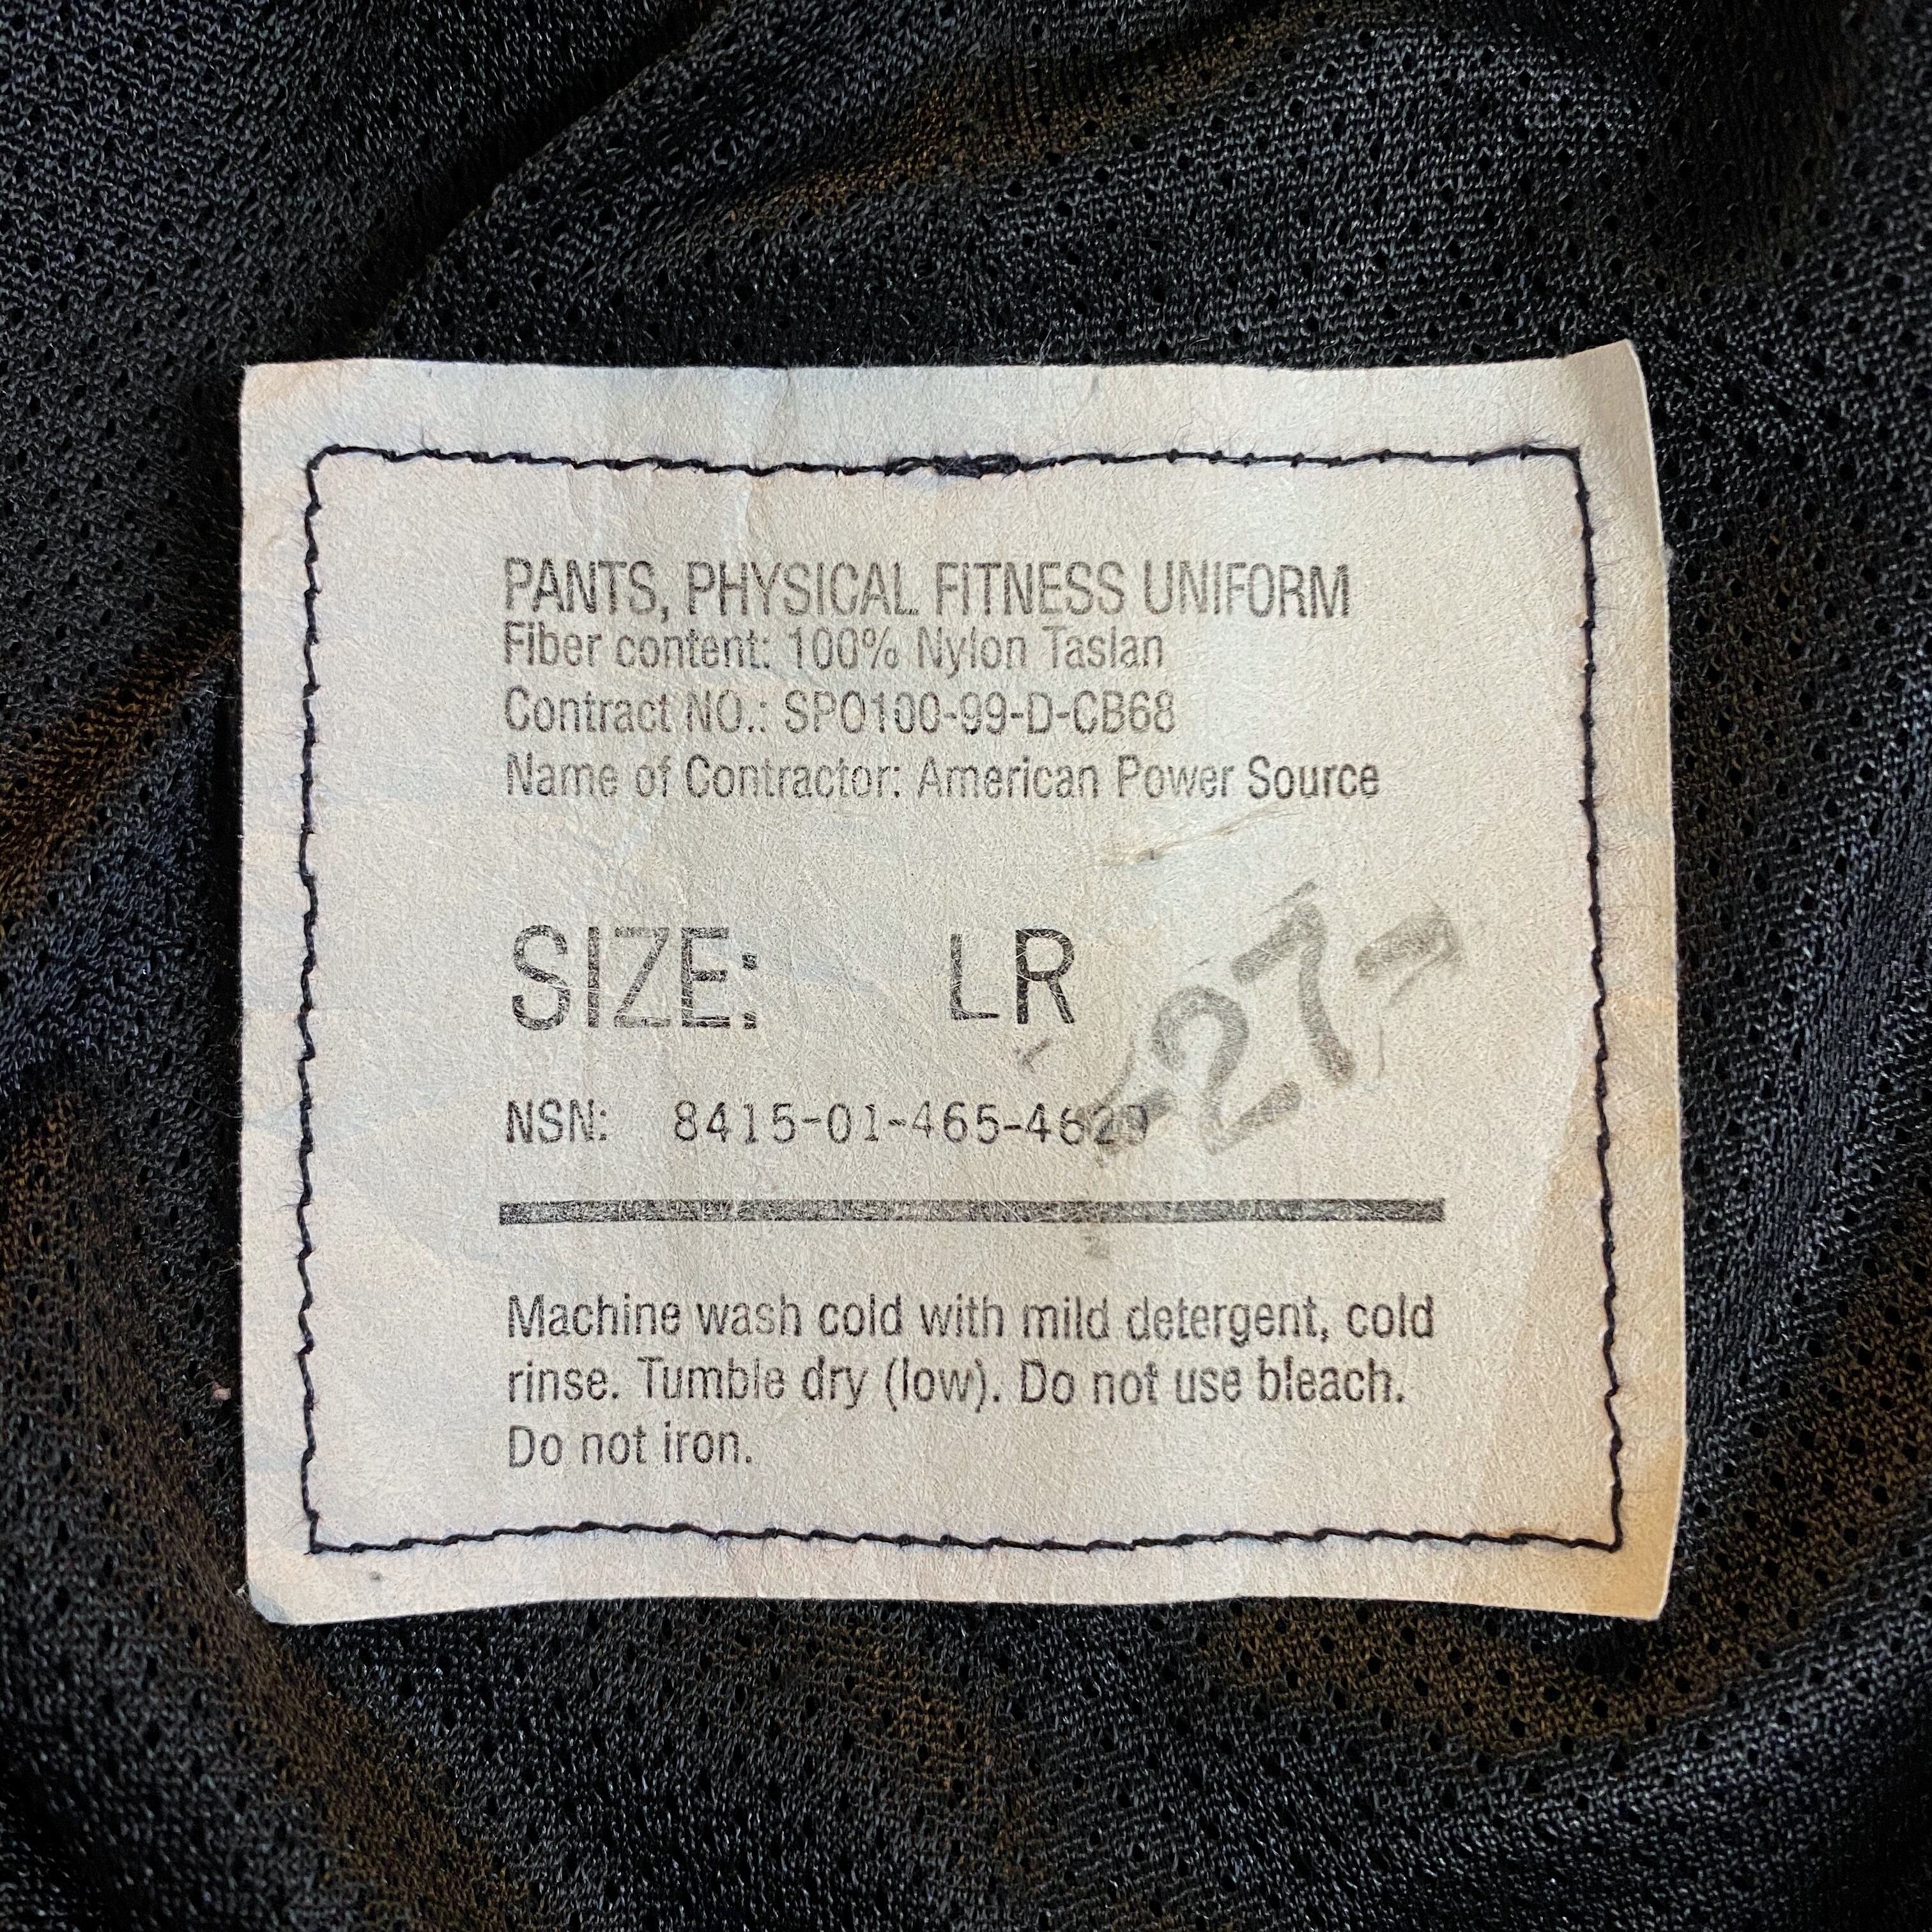 PANTS, PHYSICAL FITNESS UNIFORM
Fiber content: 100% Nylon Taslan
Contract NO.: SPO100-99-D-CB68
Name of Contractor: American Power Source
SIZE: LR
-27-
NSN: 8415-01-465-4629
Machine wash cold with mild detergent, cold
rinse. Tumble dry (low). Do not use bleach.
Do not iron.